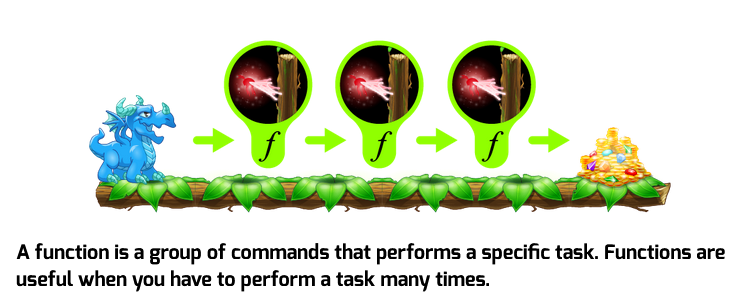 f f f
A function is a group of commands that performs a specific task. Functions are
useful when you have to perform a task many times.